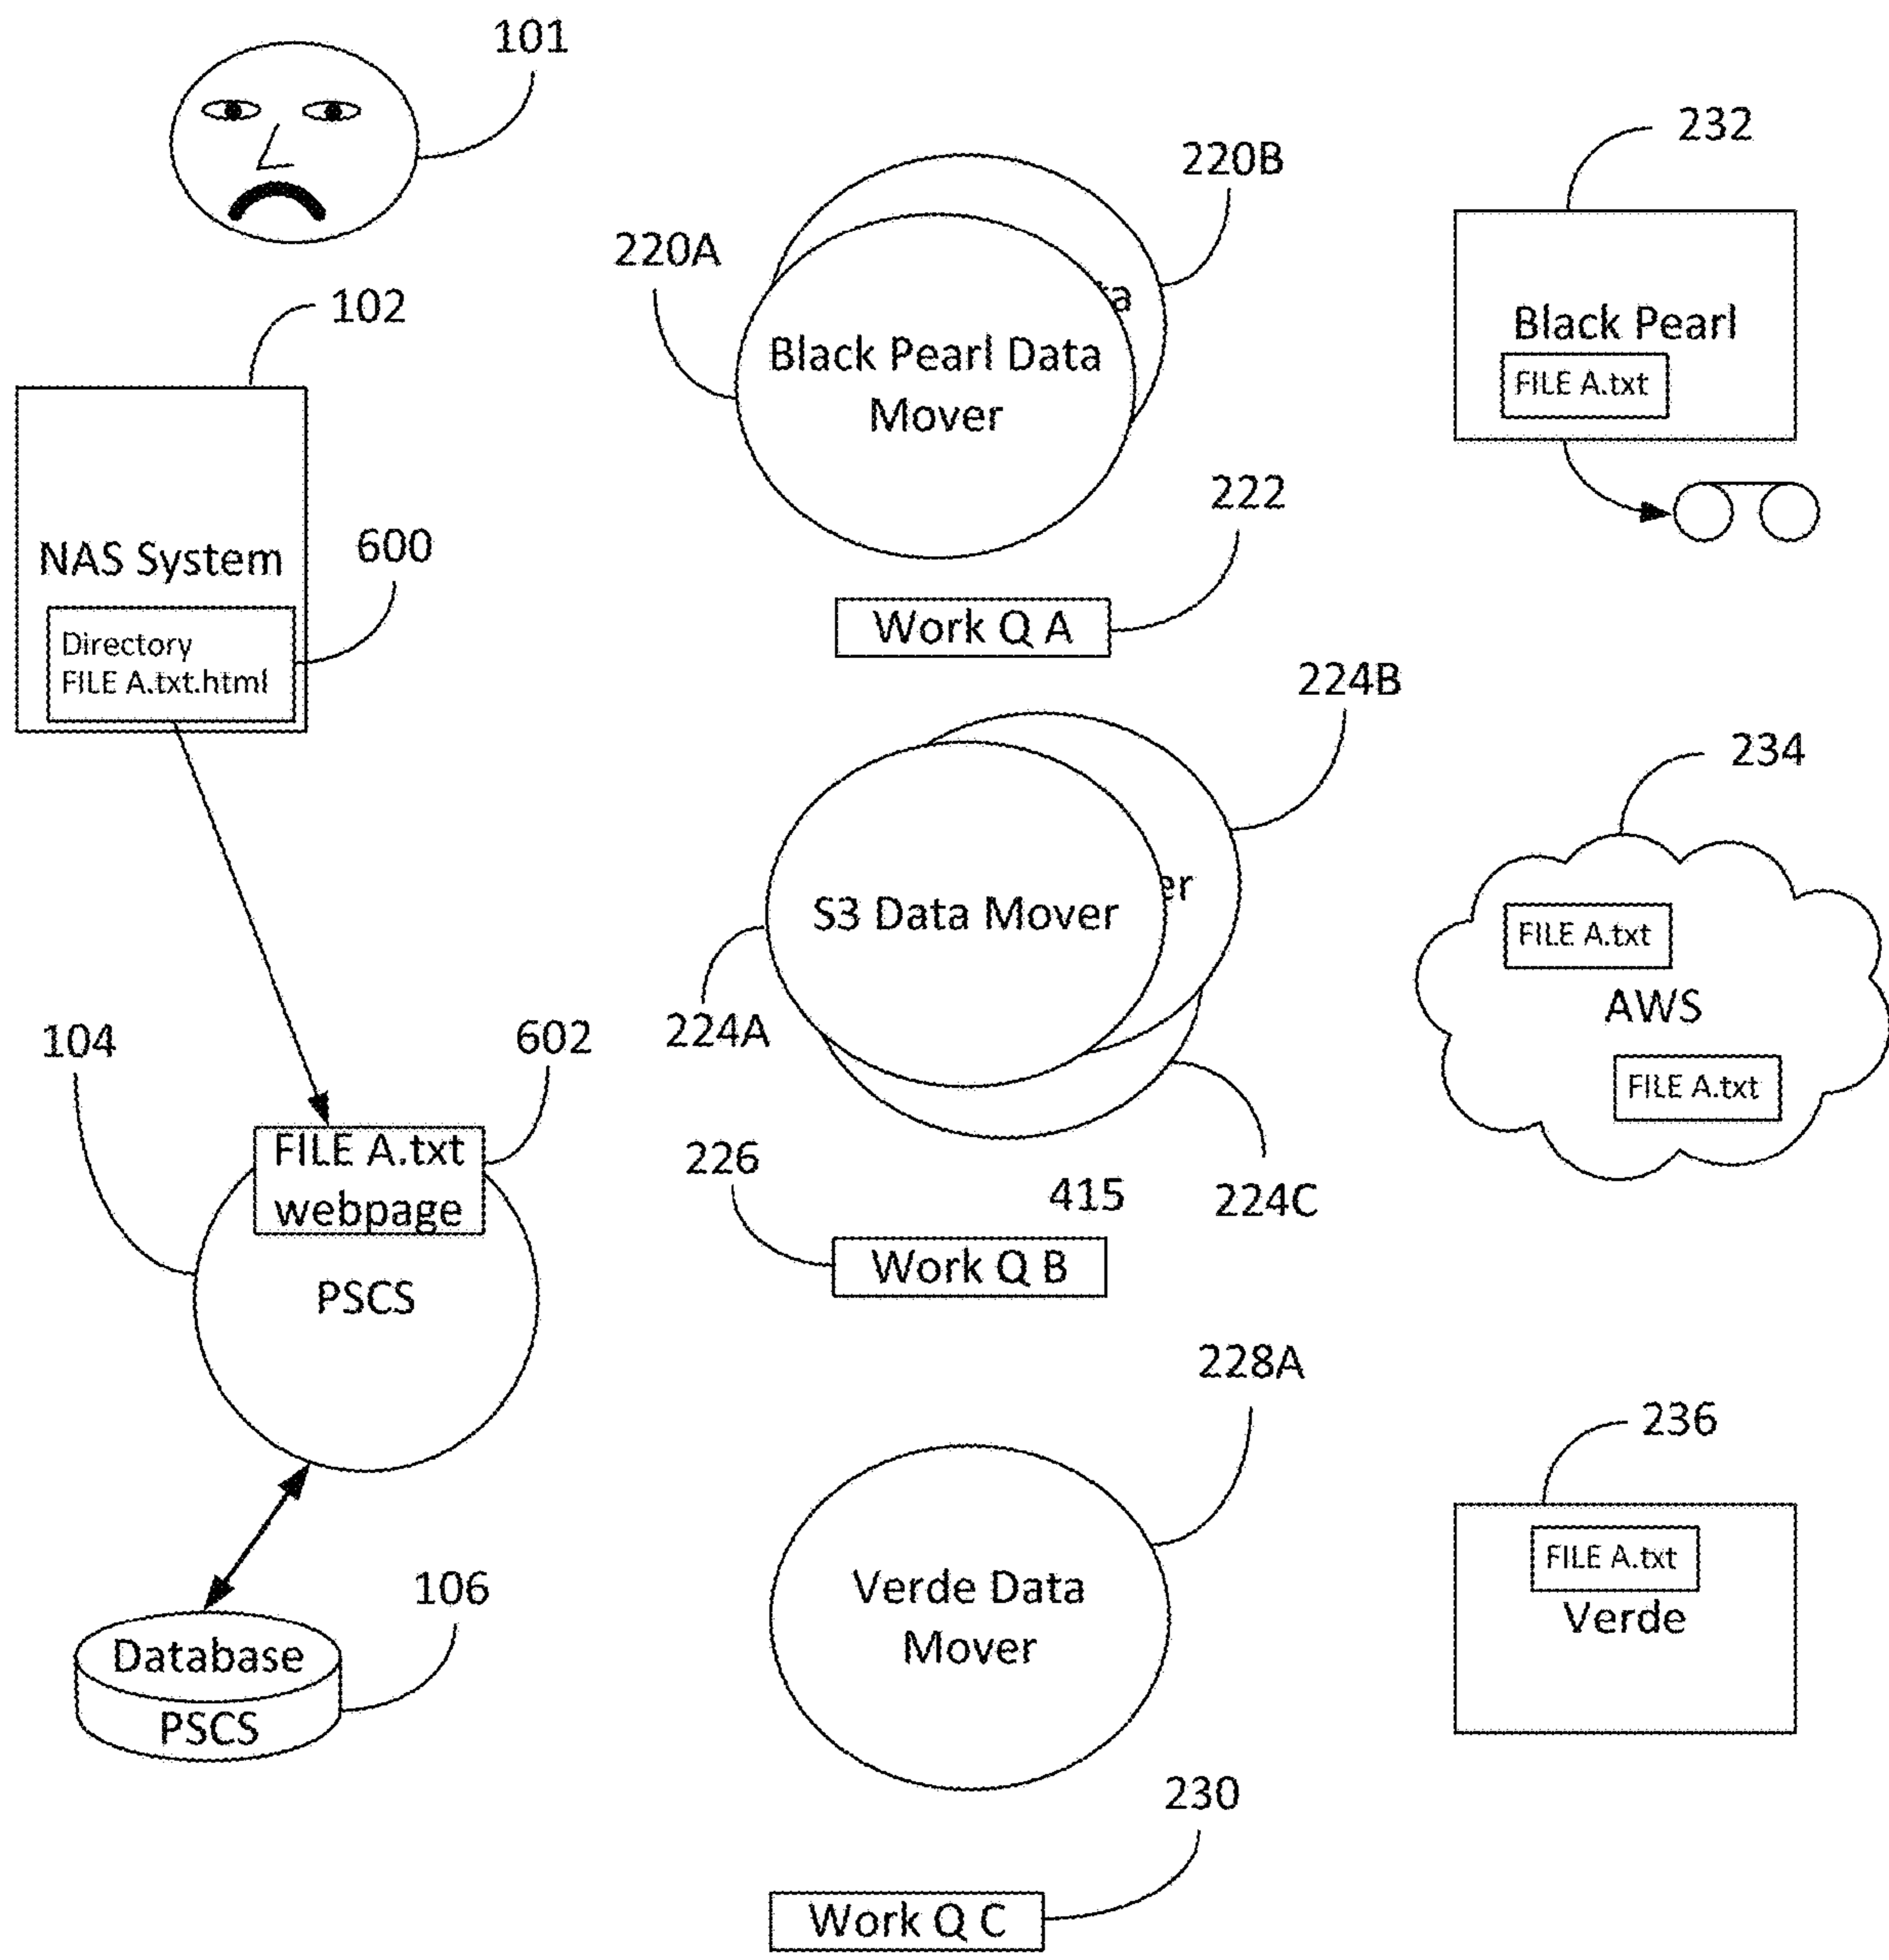 101
102
NAS System
600
Directory
FILE A.txt.html
104
602
FILE A.txt
webpage
PSCS
106
Database
PSCS
220B
220A
Black Pearl Data
Mover
222
Work Q A
224B
S3 Data Mover
er
224A
224C
226
415
Work Q B
228A
Verde Data
Mover
230
Work Q C
232
Black Pearl
FILE A.txt
234
FILE A.txt
AWS
FILE A.txt
236
FILE A.txt
Verde